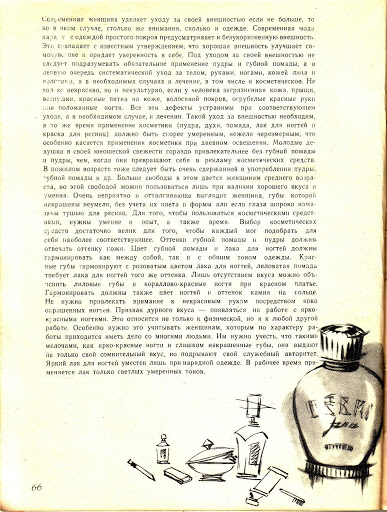 Современная женщина уделяет уходу за своей внешностью если не больше, то
во всяком случае, столько же внимания, сколько и одежде. Современная мода
наряду с одеждой простого покроя предусматривает и безукоризненную внешность.
Это совпадает с известным утверждением, что хорошая внешность улучшает са-
мочувствие и придает уверенность в себе. Под уходом за своей внешностью не
следует подразумевать обязательное применение пудры и губной помады, а в
первую очередь систематический уход за телом, руками, ногами, кожей лица и
волосами, а в необходимых случаях и лечение, в том числе и косметическое. Не
только некрасиво, но и некультурно, если у человека загрязненная кожа, прыщи,
веснушки, красные пятна на коже, волосяной покров, огрубелые красные руки
или поломанные ногти. Все эти дефекты устранимы при соответствующем
уходе, а в необходимом случае, и лечении. Такой уход за внешностью необходим,
в то же время применение косметики (пудра, духи, помада, лак для ногтей и
краска для ресниц) должно быть скорее умеренным, нежели чрезмерным, что
особенно касается применения косметики при дневном освещении. Молодые де-
вушки в своей юношеской свежести гораздо привлекательнее без губной помады
и пудры, чем, когда они превращают себя в рекламу косметических средств.
В пожилом возрасте тоже следует быть очень сдержанной в употреблении пудры,
губной помады и др. Больше свободы в этом дается женщинам среднего возра-
ста, но этой свободой можно пользоваться лишь при наличии хорошего вкуса и
умения. Очень неприятно и отталкивающе выглядит женщина, губы которой
накрашены неумело, без учета их цвета и формы или если глаза широко испач-
каны тушью для ресниц. Для того, чтобы пользоваться косметическими средст-
вами, нужны умение и опыт, а также время. Выбор косметических
средств достаточно велик для того, чтобы каждый мог подобрать для
себя наиболее соответствующее. Оттенки губной помады и пудры должны
отвечать оттенку кожи. Цвет губной помады и лака для ногтей должны
гармонировать как между собой, так и с общим тоном одежды. Крас-
ные губы гармонируют с розоватым цветом лака для ногтей, лиловатая помада
требует лака для ногтей того же оттенка. Лишь отсутствием вкуса можно объ-
яснить лиловые губы и кораллово-красные ногти при красном платье.
Гармонировать должны также цвет ногтей и оттенок камня на кольце.
Не нужно привлекать внимание к некрасивым рукам посредством ярко
окрашенных ногтей. Признак дурного вкуса — появляться на работе с ярко-
красными ногтями. Это относится не только к физической, но и к любой другой
работе. Особенно нужно это учитывать женщинам, которым по характеру ра-
боты приходится иметь дело со многими людьми. Им нужно учесть, что такими
мелочами, как ярко-красные ногти и слишком накрашенные губы, они выдают
не только свой сомнительный вкус, но подрывают свой служебный авторитет.
Яркий лак для ногтей уместен лишь при нарядной одежде. В рабочее время при-
меняется лак только светлых умеренных тонов.
66